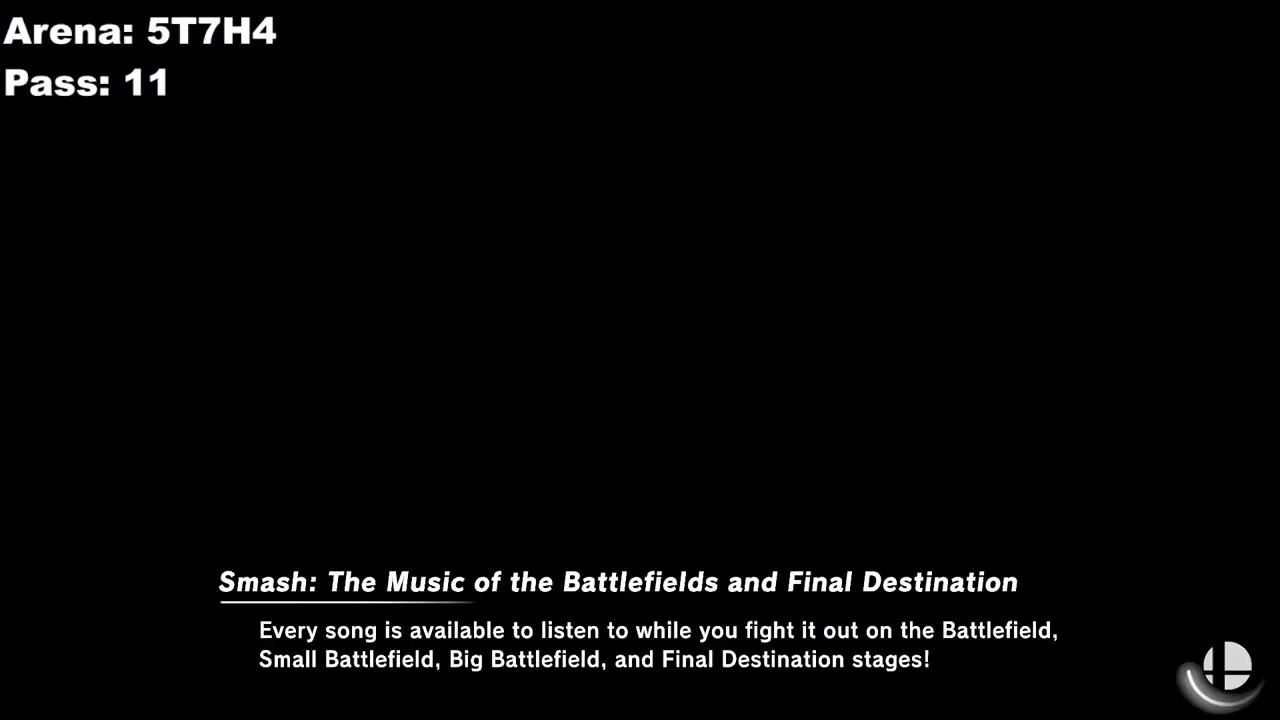 Arena: 5T7H4
Pass: 11
Smash: The Music of the Battlefields and Final Destination
Every song is available to listen to while you fight it out on the Battlefield,
Small Battlefield, Big Battlefield, and Final Destination stages!